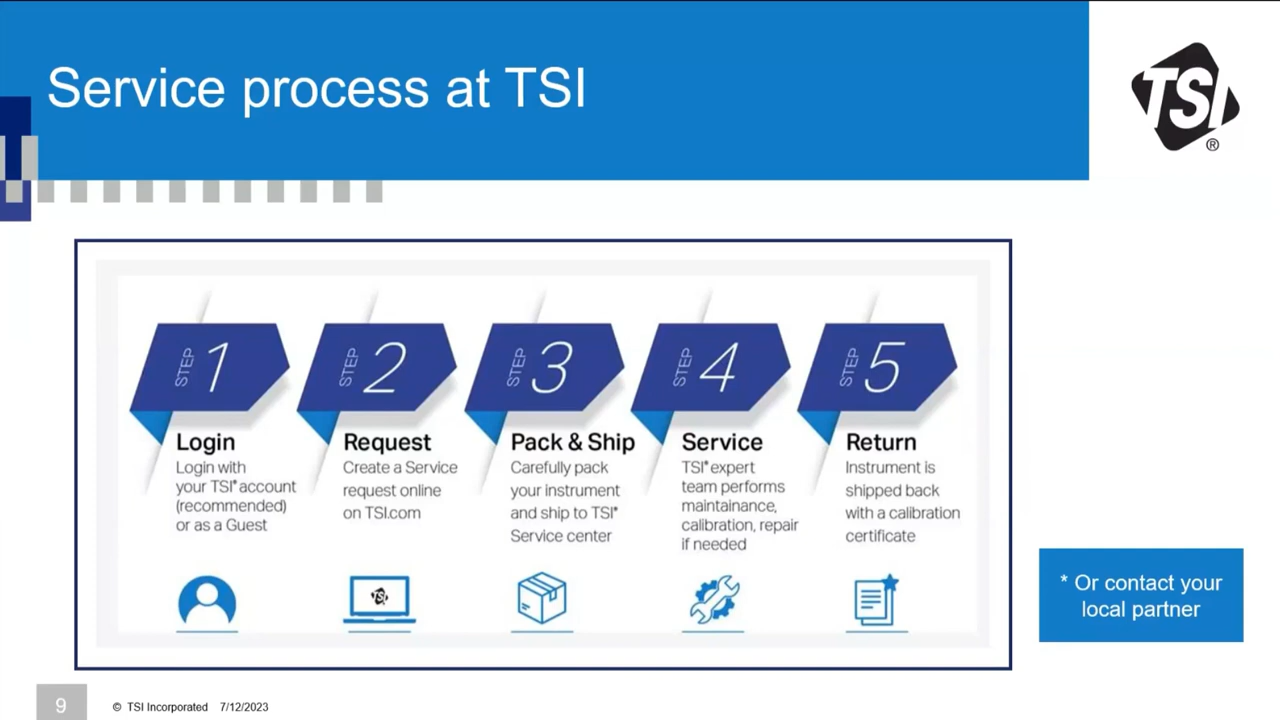 Service process at TSI
TSI
®
STEP 1
STEP 2
STEP 3
STEP 4
STEP 5
Login
Login with
your TSI® account
(recommended)
or as a Guest
Request
Create a Service
request online
on TSI.com
TSI
Pack & Ship
Carefully pack
your instrument
and ship to TSI®
Service center
Service
TSI® expert
team performs
maintainance,
calibration, repair
if needed
Return
Instrument is
shipped back
with a calibration
certificate
* Or contact your
local partner
9
© TSI Incorporated 7/12/2023